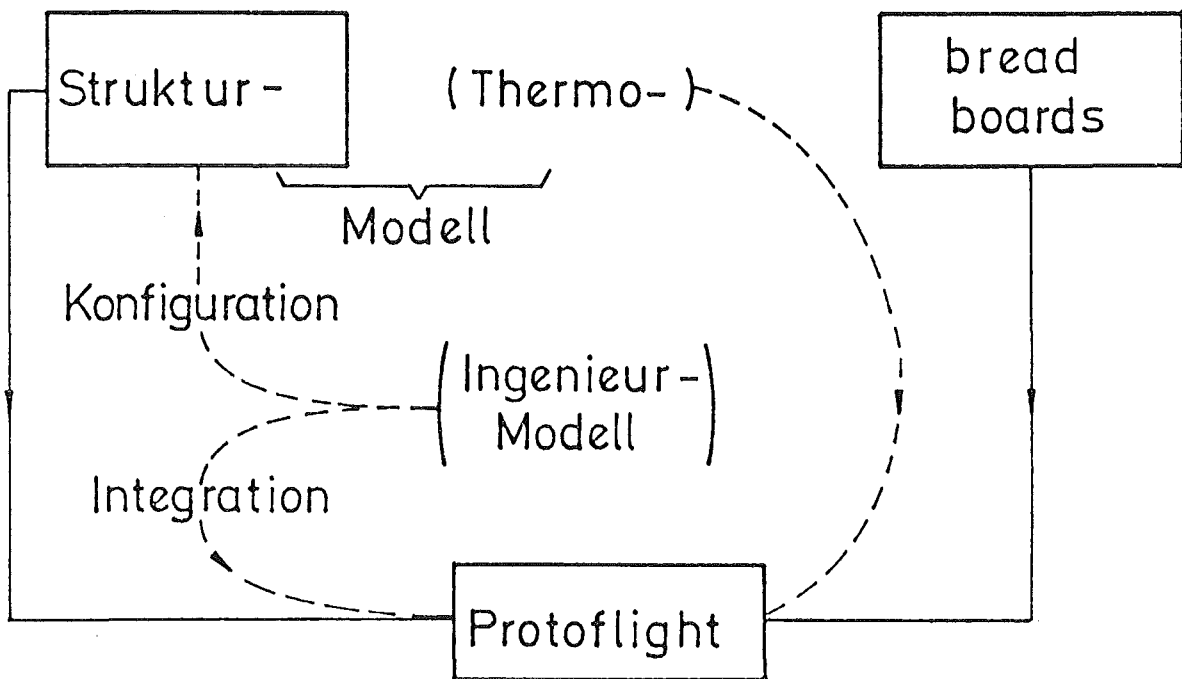 Struktur-
(Thermo-)
bread
boards
Modell
Konfiguration
(Ingenieur-
Modell)
Integration
Protoflight